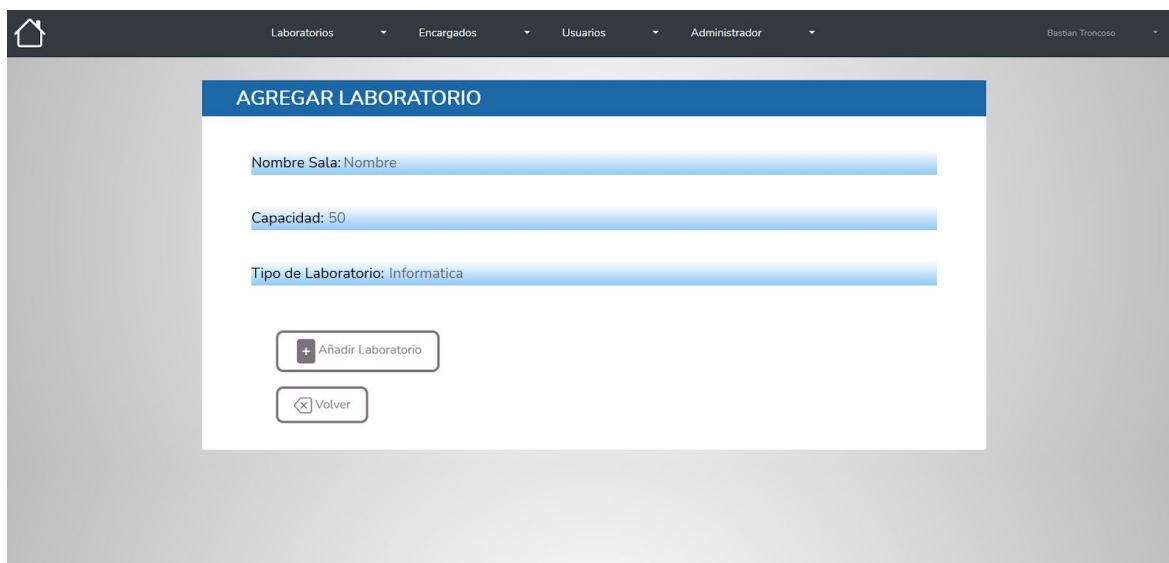 Laboratorios Encargados Usuarios Administrador Bastian Troncoso
AGREGAR LABORATORIO
Nombre Sala: Nombre
Capacidad: 50
Tipo de Laboratorio: Informatica
Añadir Laboratorio
Volver